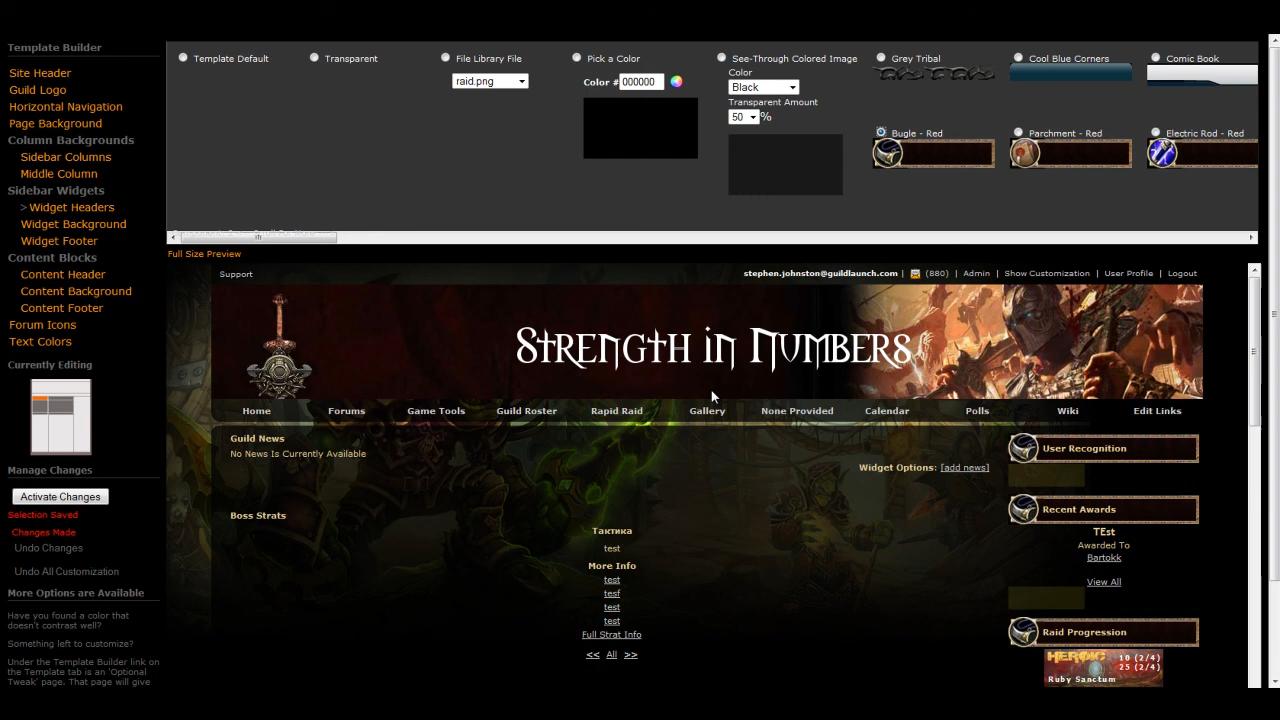 Template Builder
Site Header
Guild Logo
Horizontal Navigation
Page Background
Column Backgrounds
Sidebar Columns
Middle Column
Sidebar Widgets
> Widget Headers
Widget Background
Widget Footer
Content Blocks
Content Header
Content Background
Content Footer
Forum Icons
Text Colors
Currently Editing
Manage Changes
Activate Changes
Selection Saved
Changes Made
Undo Changes
Undo All Customization
More Options are Available
Have you found a color that
doesn't contrast well?
Something left to customize?
Under the Template Builder link on
the Template tab is an 'Optional
Tweak' page. That page will give
Template Default
Transparent
File Library File
raid.png
Pick a Color
Color # 000000
See-Through Colored Image
Color
Black
Transparent Amount
50 %
Grey Tribal
Cool Blue Corners
Comic Book
Bugle - Red
Parchment - Red
Electric Rod - Red
Full Size Preview
Support
stephen.johnston@guildlaunch.com | (880) | Admin | Show Customization | User Profile | Logout
Strength in Numbers
Home Forums Game Tools Guild Roster Rapid Raid Gallery None Provided Calendar Polls Wiki Edit Links
Guild News
No News Is Currently Available
Widget Options: [add news]
Boss Strats
Тактика
test
More Info
test
tesf
test
test
Full Strat Info
<< All >>
User Recognition
Recent Awards
TEst
Awarded To
Bartokk
View All
Raid Progression
HEROIC 10 (2/4)
25 (2/4)
Ruby Sanctum